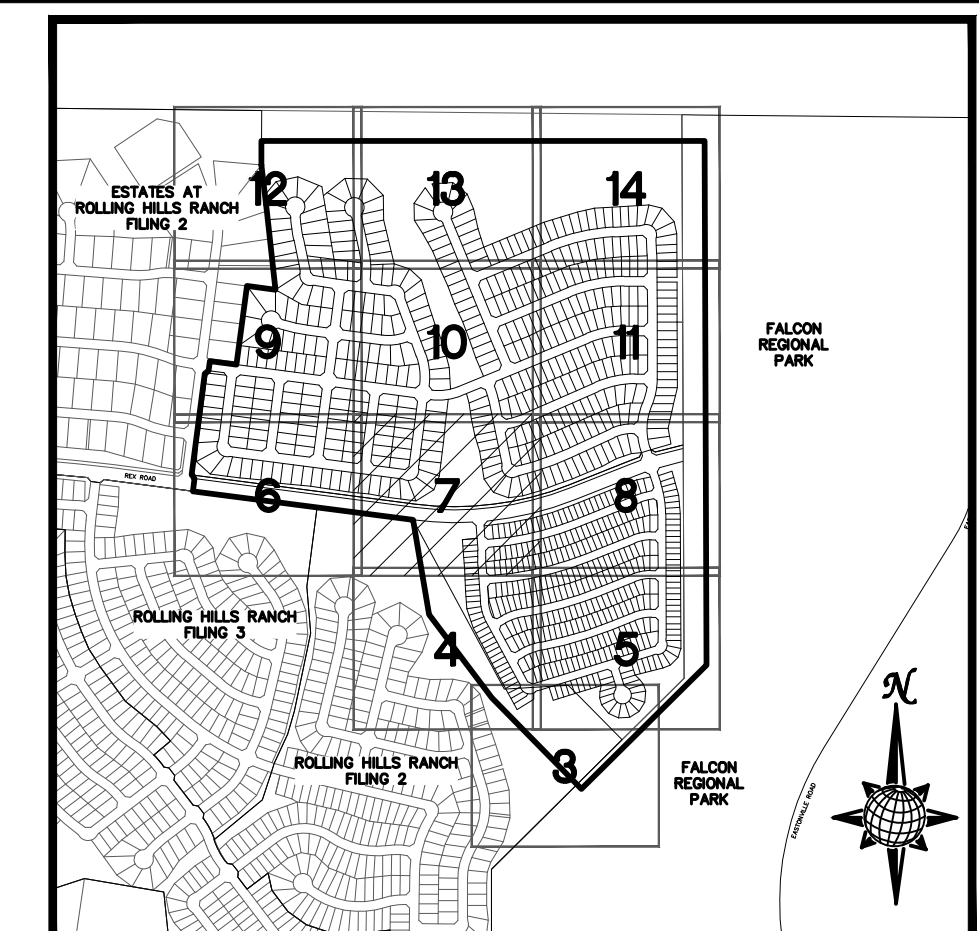 12
13
14
ESTATES AT
ROLLING HILLS RANCH
FILING 2
9
10
11
FALCON
REGIONAL
PARK
REX ROAD
6
7
8
ROLLING HILLS RANCH
FILING 3
4
5
N
ROLLING HILLS RANCH
FILING 2
3
FALCON
REGIONAL
PARK
EASTONVILLE ROAD